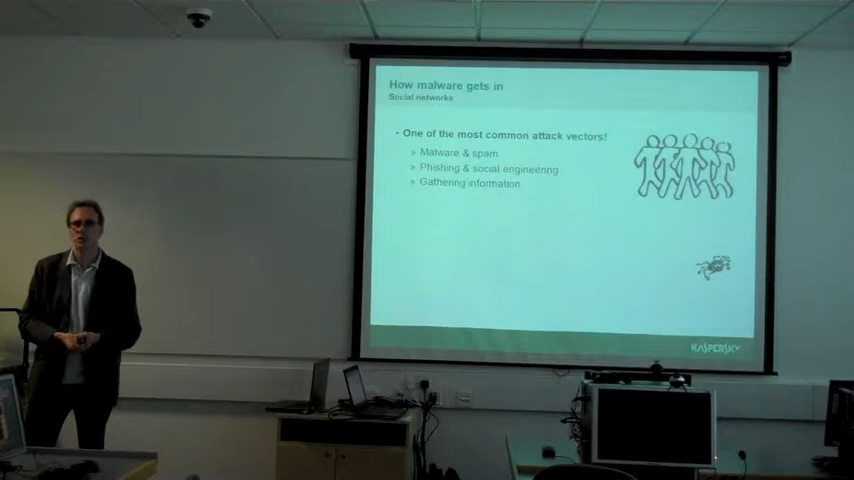 How malware gets in
Social networks
- One of the most common attack vectors!
» Malware & spam
» Phishing & social engineering
» Gathering information
KASPERSKY